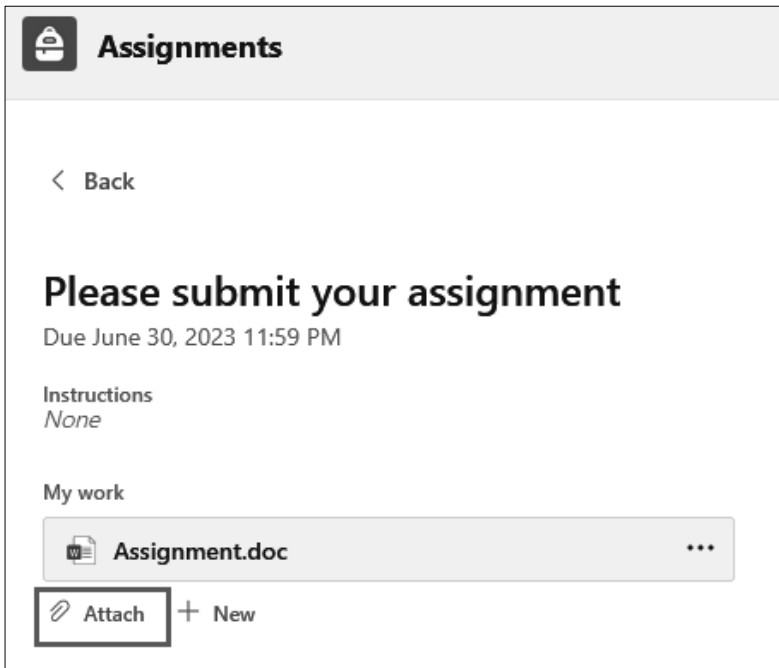 Assignments
Back
Please submit your assignment
Due June 30, 2023 11:59 PM
Instructions
None
My work
Assignment.doc
Attach + New